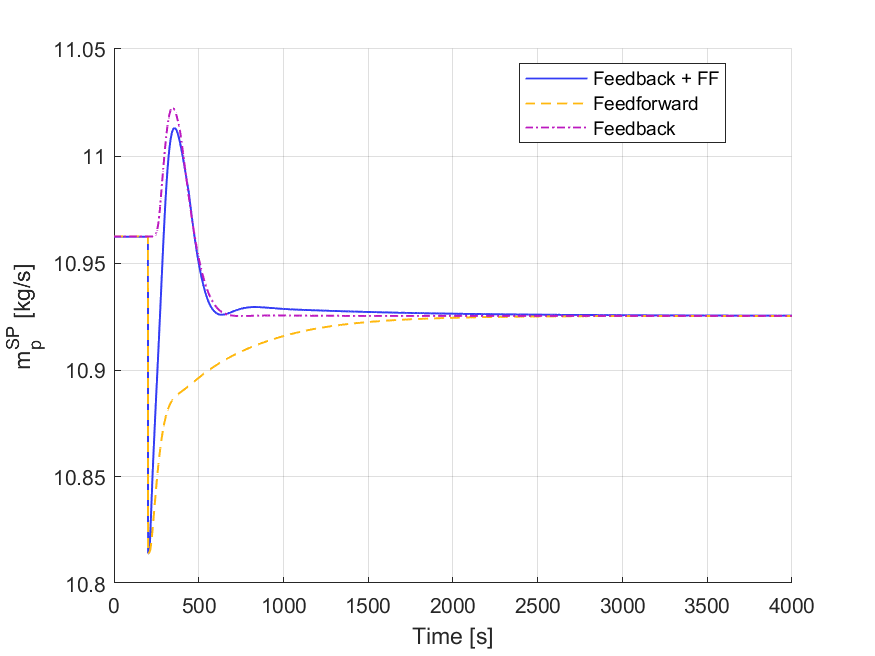 11.05
11
10.95
10.9
10.85
10.8
m_p^SP [kg/s]
Feedback + FF
Feedforward
Feedback
0 500 1000 1500 2000 2500 3000 3500 4000
Time [s]